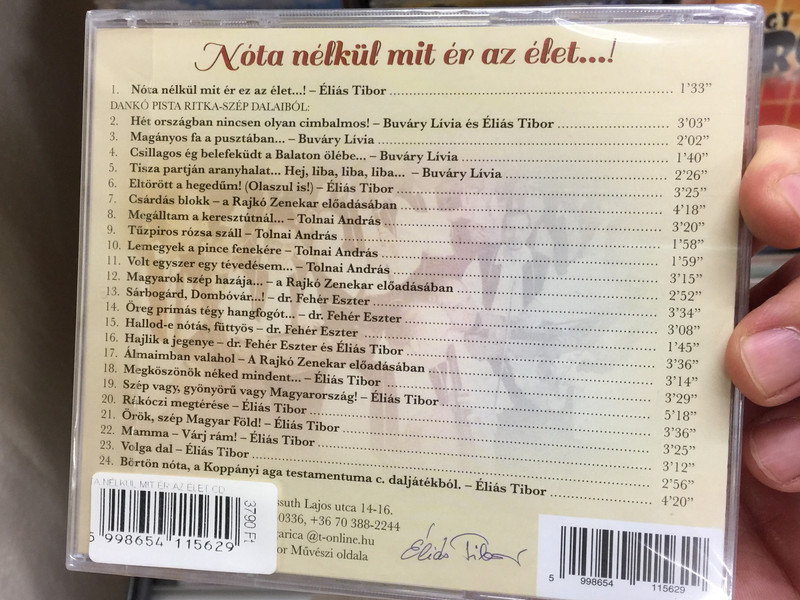 Nóta nélkül mit ér az élet...!
1. Nóta nélkül mit ér ez az élet...! – Éliás Tibor 1’33”
DANKÓ PISTA RITKA-SZÉP DALAIBÓL:
2. Hét országban nincsen olyan cimbalmos! – Buváry Lívia és Éliás Tibor 3’03”
3. Magányos fa a pusztában... – Buváry Lívia 2’02”
4. Csillagos ég belefeküdt a Balaton ölébe... – Buváry Lívia 1’40”
5. Tisza partján aranyhalat... Hej, liba, liba, liba... – Buváry Lívia 2’26”
6. Eltörött a hegedűm! (Olaszul is!) – Éliás Tibor 3’25”
7. Csárdás blokk – a Rajkó Zenekar előadásában 4’18”
8. Megálltam a keresztútnál... – Tolnai András 3’20”
9. Tűzpiros rózsa száll – Tolnai András 1’58”
10. Lemegyek a pince fenekére – Tolnai András 1’59”
11. Volt egyszer egy tévedésem... – Tolnai András 3’15”
12. Magyarok szép hazája... – a Rajkó Zenekar előadásában 2’52”
13. Sárbogárd, Dombóvár...! – dr. Fehér Eszter 3’34”
14. Öreg prímás tégy hangfogót... – dr. Fehér Eszter 3’08”
15. Hallod-e nótás, füttyös – dr. Fehér Eszter 1’45”
16. Hajlik a jegenye – dr. Fehér Eszter és Éliás Tibor 3’36”
17. Álmaimban valahol – A Rajkó Zenekar előadásában 3’14”
18. Megköszönök néked mindent... – Éliás Tibor 3’29”
19. Szép vagy, gyönyörű vagy Magyarország! – Éliás Tibor 5’18”
20. Rákóczi megtérése – Éliás Tibor 3’36”
21. Örök, szép Magyar Föld! – Éliás Tibor 3’25”
22. Mamma – Várj rám! – Éliás Tibor 3’12”
23. Volga dal – Éliás Tibor 2’56”
24. Börtön nóta, a Koppányi aga testamentuma c. daljátékból. – Éliás Tibor 4’20”
A NÉLKÜL MIT ÉR AZ ÉLET CD
3790 Ft
5 998654 115629
ssuth Lajos utca 14-16.
0336, +36 70 388-2244
arica @t-online.hu
or Művészi oldala
Éliás Tibor
5 998654 115629